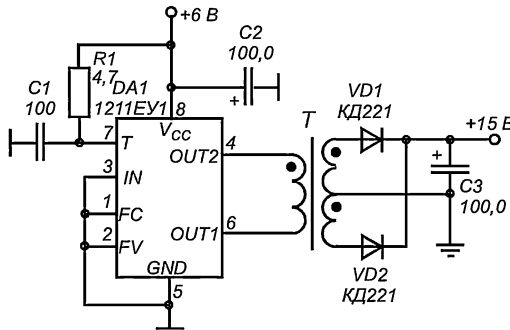 +6 В
R1
4,7
DA1
1211ЕУ1
C1
100
C2
100,0
+
8
Vcc
7
T
3
IN
1
FC
2
FV
GND
5
OUT2
4
OUT1
6
T
VD1
КД221
VD2
КД221
+15 В
+
C3
100,0